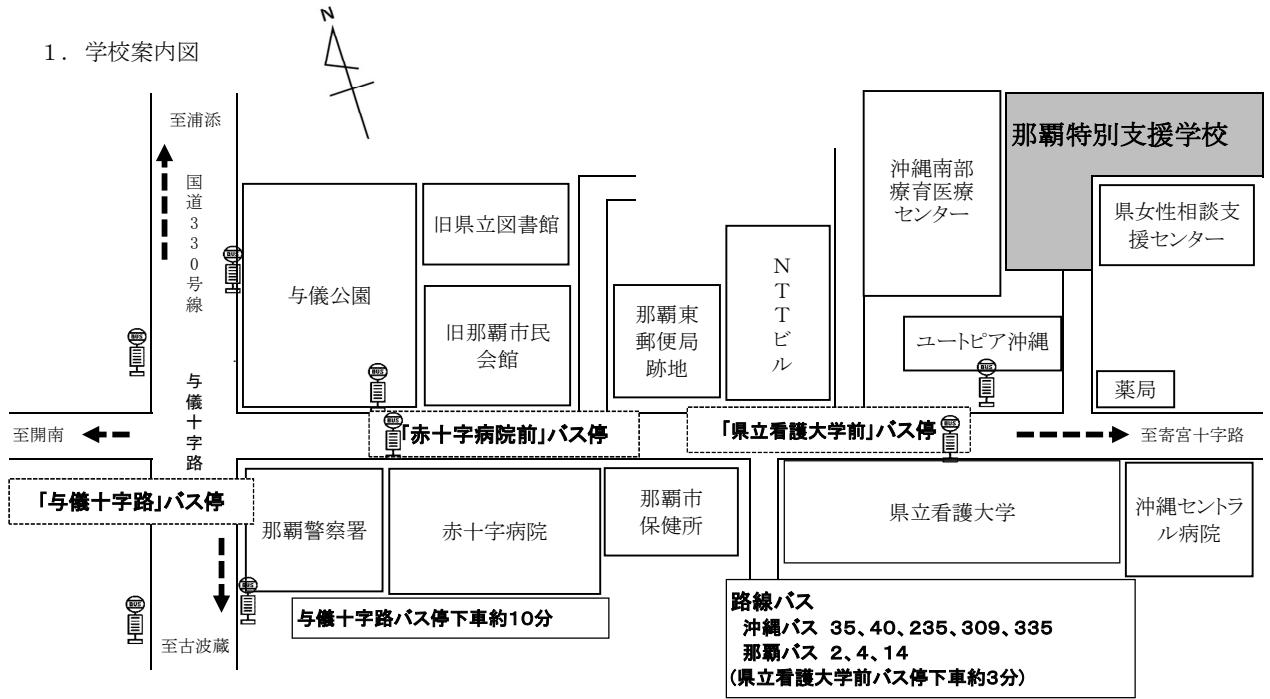 N
1. 学校案内図
至浦添
国道330号線
与儀十字路
至開南
「与儀十字路」バス停
至古波蔵
与儀公園
旧県立図書館
旧那覇市民
会館
那覇東
郵便局
跡地
NTTビル
沖縄南部
療育医療
センター
那覇特別支援学校
県女性相談支
援センター
ユートピア沖縄
薬局
「赤十字病院前」バス停
「県立看護大学前」バス停
至寄宮十字路
那覇警察署
赤十字病院
那覇市
保健所
県立看護大学
沖縄セントラ
ル病院
与儀十字路バス停下車約10分
路線バス
沖縄バス 35、40、235、309、335
那覇バス 2、4、14
(県立看護大学前バス停下車約3分)
BUS
BUS
BUS
BUS
BUS
BUS
BUS
BUS